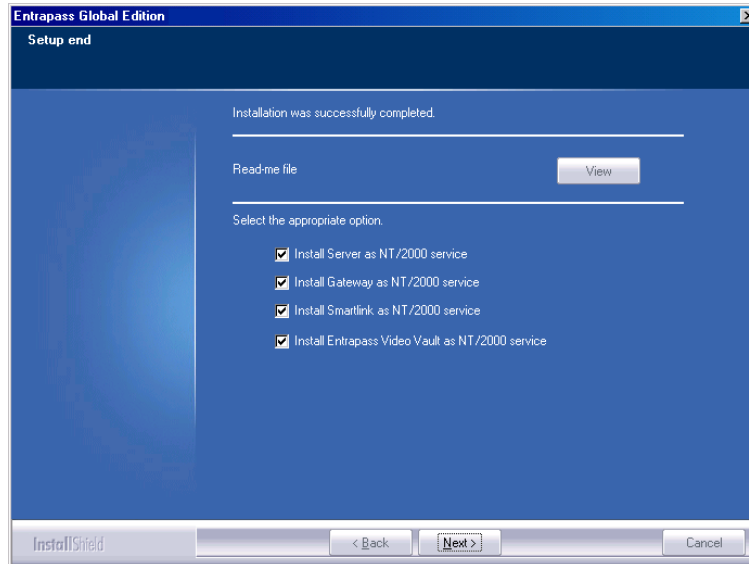 Entrapass Global Edition
Setup end
Installation was successfully completed.
Read-me file
View
Select the appropriate option.
Install Server as NT/2000 service
Install Gateway as NT/2000 service
Install Smartlink as NT/2000 service
Install Entrapass Video Vault as NT/2000 service
InstallShield
< Back
Next >
Cancel